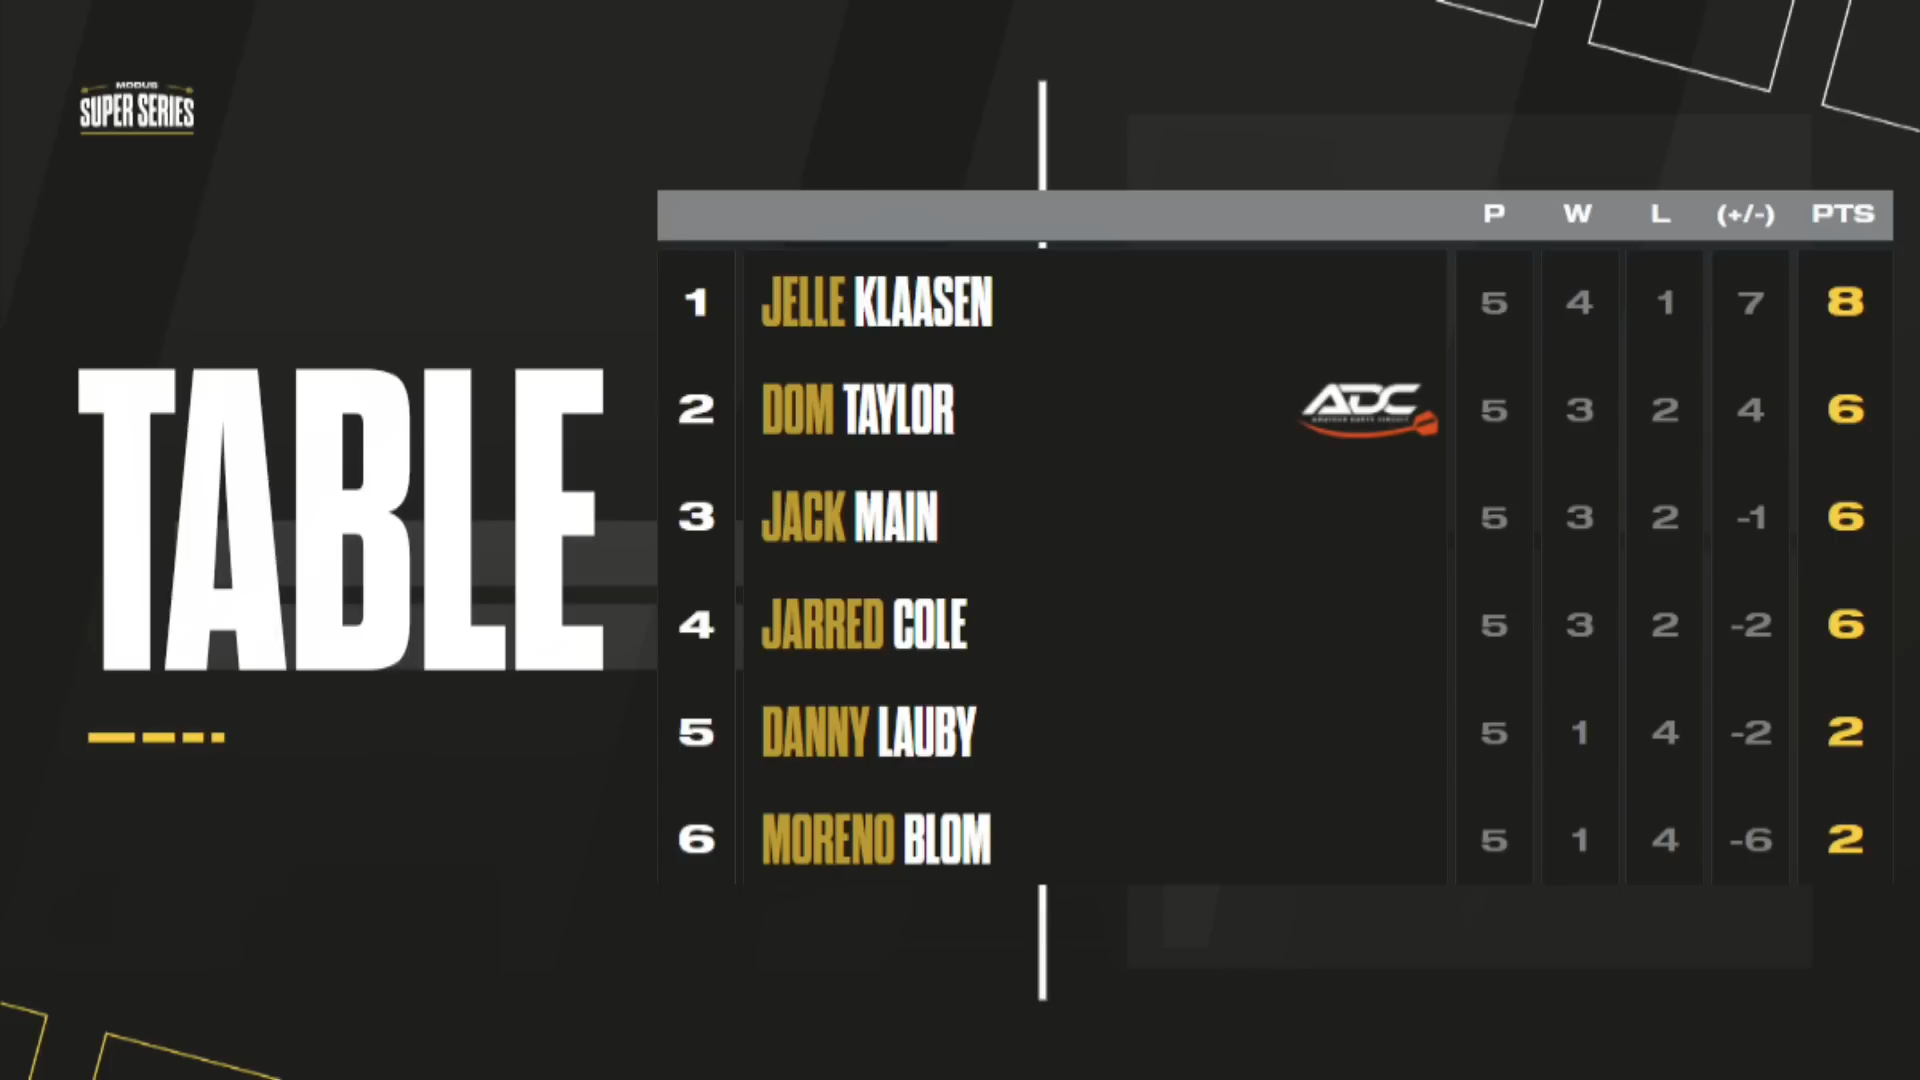 MODUS
SUPER SERIES
TABLE
P W L (+/-) PTS
1 JELLE KLAASEN 5 4 1 7 8
2 DOM TAYLOR ADC 5 3 2 4 6
3 JACK MAIN 5 3 2 -1 6
4 JARRED COLE 5 3 2 -2 6
5 DANNY LAUBY 5 1 4 -2 2
6 MORENO BLOM 5 1 4 -6 2